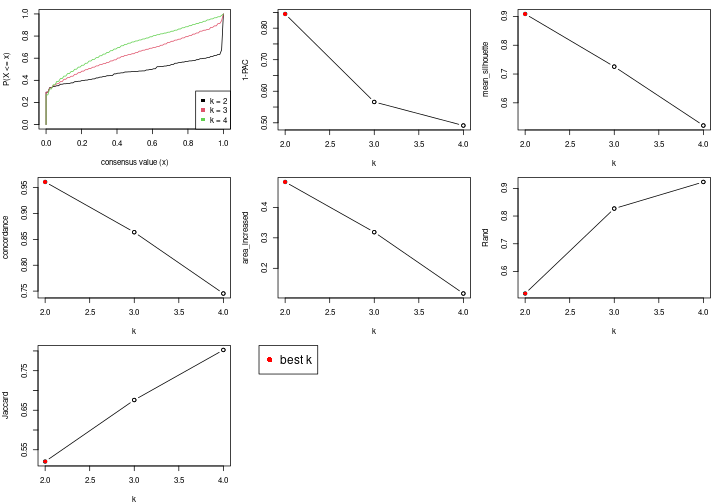 P(X <= x)
1.0
0.8
0.6
0.4
0.2
0.0
k = 2
k = 3
k = 4
0.0 0.2 0.4 0.6 0.8 1.0
consensus value (x)
1-PAC
0.80
0.70
0.60
0.50
2.0 2.5 3.0 3.5 4.0
k
mean_silhouette
0.9
0.8
0.7
0.6
2.0 2.5 3.0 3.5 4.0
k
concordance
0.95
0.90
0.85
0.80
0.75
2.0 2.5 3.0 3.5 4.0
k
area_increased
0.4
0.3
0.2
2.0 2.5 3.0 3.5 4.0
k
Rand
0.9
0.8
0.7
0.6
2.0 2.5 3.0 3.5 4.0
k
Jaccard
0.75
0.65
0.55
2.0 2.5 3.0 3.5 4.0
k
best k